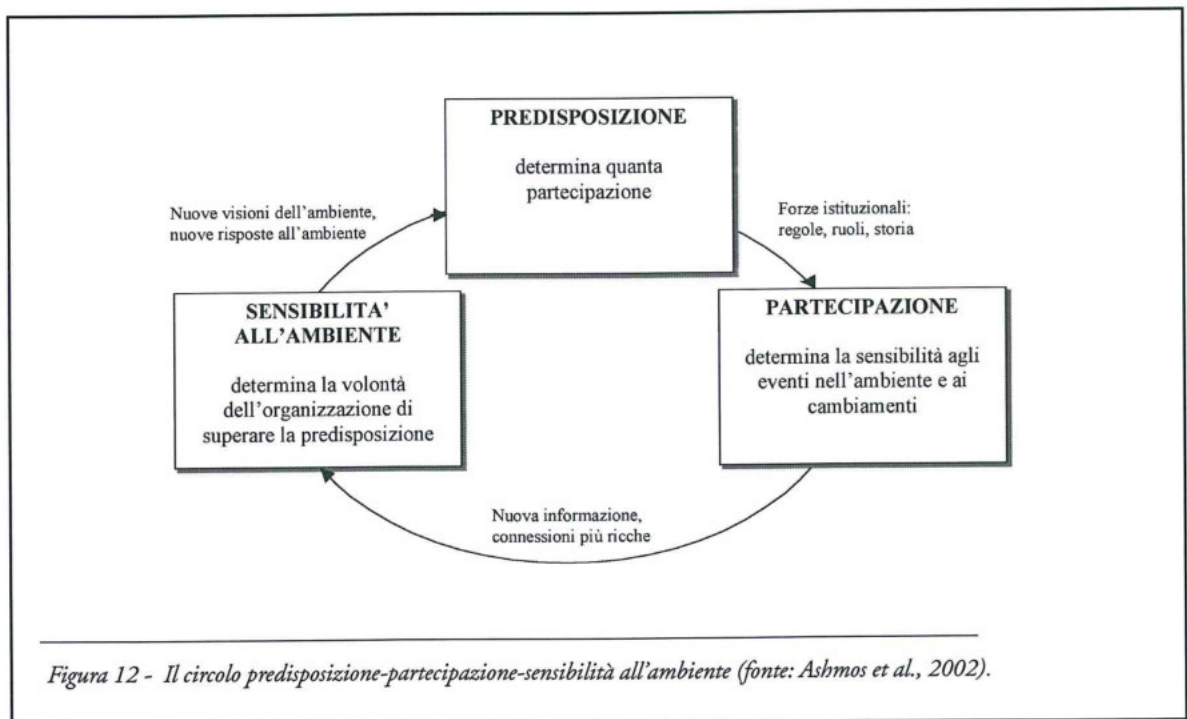 PREDISPOSIZIONE
determina quanta
partecipazione
Nuove visioni dell'ambiente,
nuove risposte all'ambiente
Forze istituzionali:
regole, ruoli, storia
SENSIBILITA'
ALL'AMBIENTE
determina la volontà
dell'organizzazione di
superare la predisposizione
PARTECIPAZIONE
determina la sensibilità agli
eventi nell'ambiente e ai
cambiamenti
Nuova informazione,
connessioni più ricche
Figura 12 - Il circolo predisposizione-partecipazione-sensibilità all'ambiente (fonte: Ashmos et al., 2002).